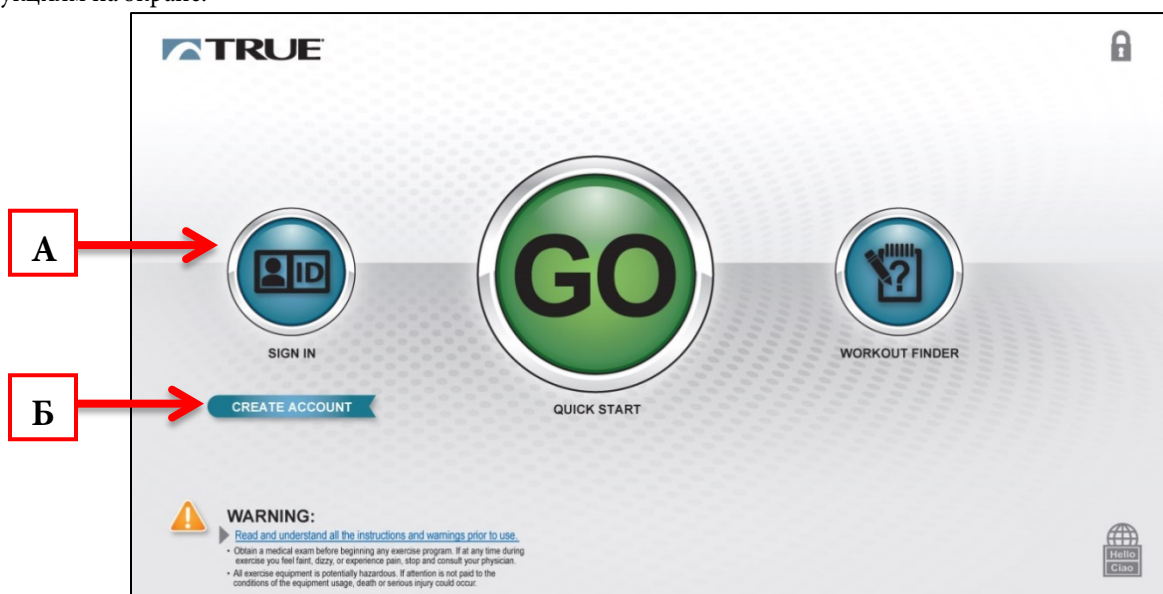 TRUE
А
ID
GO
?
SIGN IN
WORKOUT FINDER
Б
CREATE ACCOUNT
QUICK START
WARNING:
Read and understand all the instructions and warnings prior to use.
• Obtain a medical exam before beginning any exercise program. If at any time during
exercise you feel faint, dizzy, or experience pain, stop and consult your physician.
• All exercise equipment is potentially hazardous. If attention is not paid to the
conditions of the equipment usage, death or serious injury could occur.
Hello
Ciao